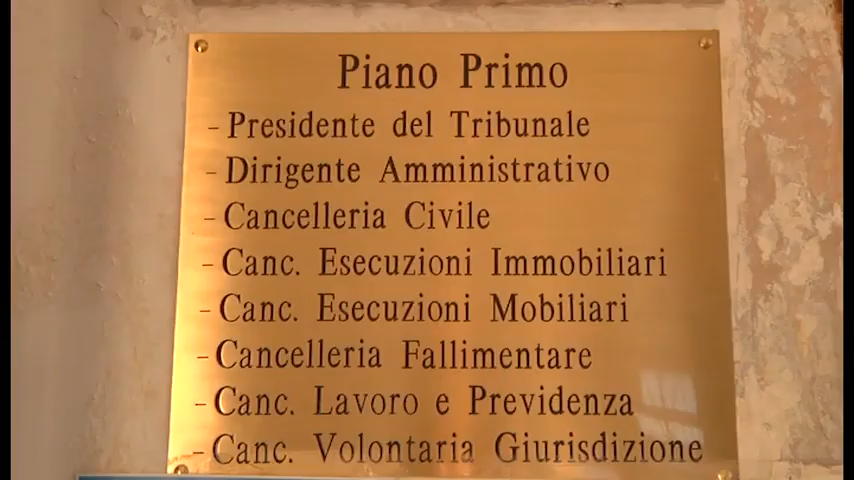 Piano Primo
- Presidente del Tribunale
- Dirigente Amministrativo
- Cancelleria Civile
- Canc. Esecuzioni Immobiliari
- Canc. Esecuzioni Mobiliari
- Cancelleria Fallimentare
- Canc. Lavoro e Previdenza
- Canc. Volontaria Giurisdizione